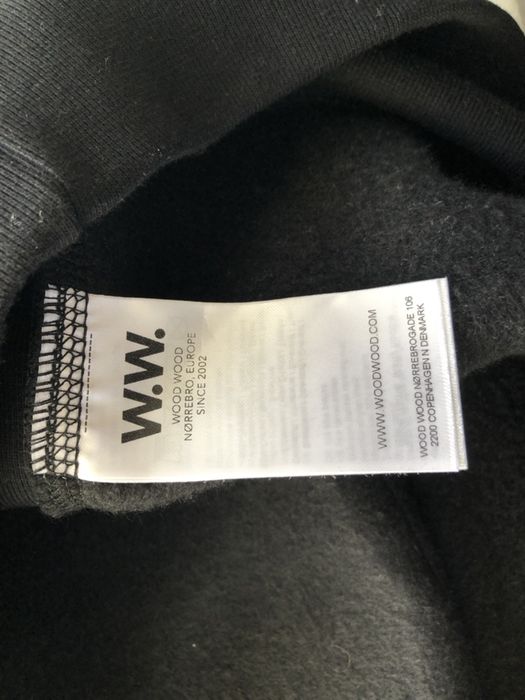 W.W.
WOOD WOOD
NØRREBRO, EUROPE
SINCE 2002
WWW.WOODWOOD.COM
WOOD WOOD NØRREBROGADE 106
2200 COPENHAGEN N DENMARK